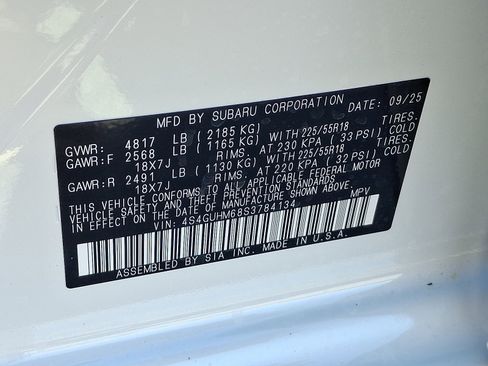 MFD BY SUBARU CORPORATION DATE: 09/25
GVWR: 4817 LB ( 2185 KG)
GAWR:F 2568 LB ( 1165 KG) WITH 225/55R18 TIRES.
18X7J RIMS. AT 230 KPA ( 33 PSI) COLD
GAWR:R 2491 LB ( 1130 KG) WITH 225/55R18 TIRES.
18X7J RIMS. AT 220 KPA ( 32 PSI) COLD
THIS VEHICLE CONFORMS TO ALL APPLICABLE FEDERAL MOTOR
VEHICLE SAFETY AND THEFT PREVENTION STANDARDS
IN EFFECT ON THE DATE OF MANUFACTURE SHOWN ABOVE.
VIN: 4S4GUHM68S3784134 MPV
ASSEMBLED BY SIA INC. MADE IN U.S.A.